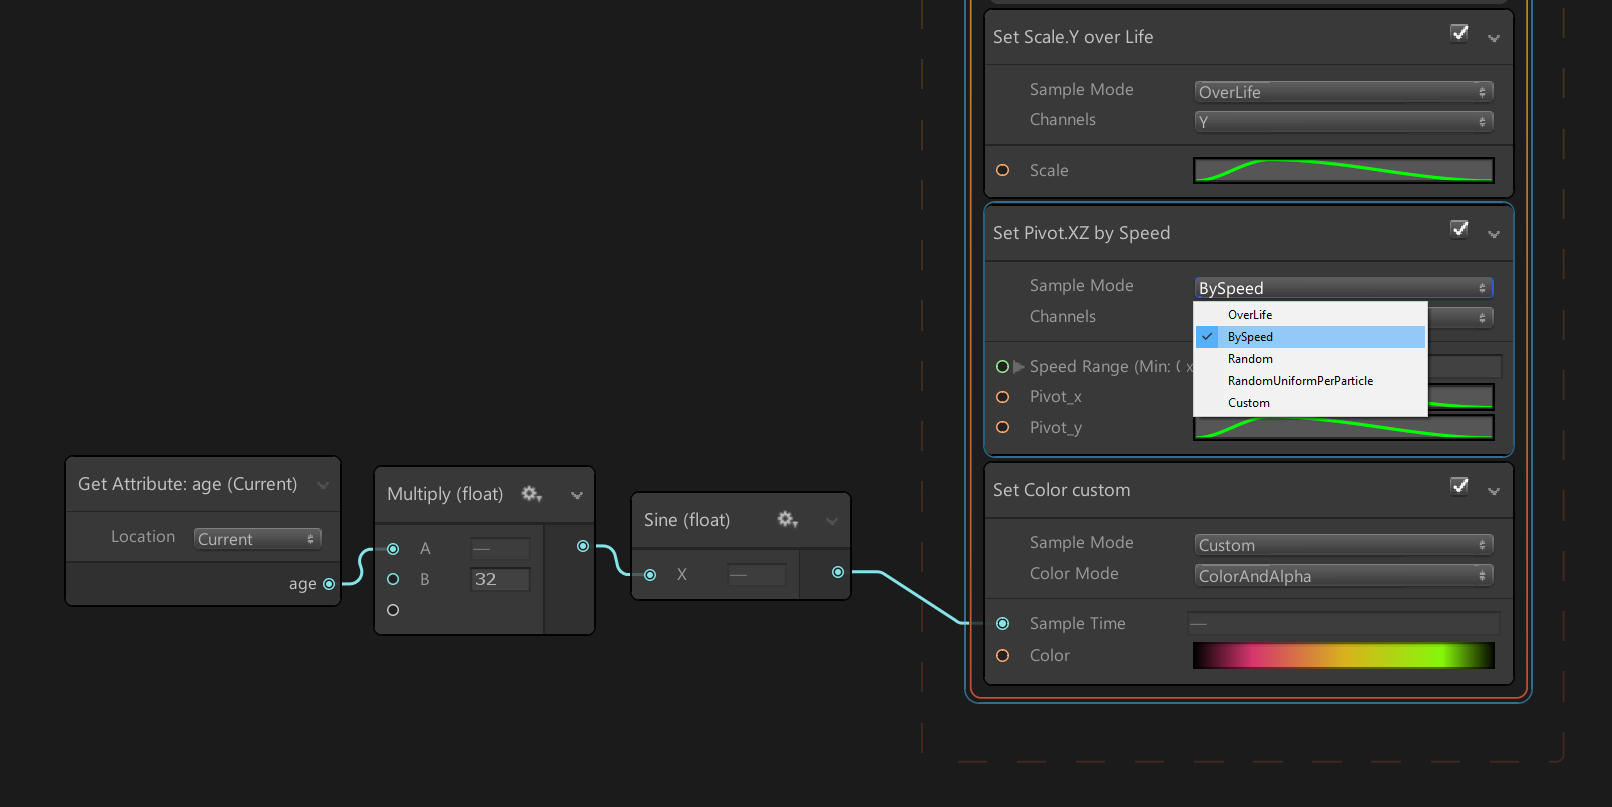 Set Scale.Y over Life
Sample Mode OverLife
Channels Y
Scale
Set Pivot.XZ by Speed
Sample Mode BySpeed
Channels
OverLife
BySpeed
Random
RandomUniformPerParticle
Custom
Speed Range (Min: 0 x
Pivot_x
Pivot_y
Set Color custom
Sample Mode Custom
Color Mode ColorAndAlpha
Sample Time —
Color
Get Attribute: age (Current)
Location Current
age
Multiply (float)
A —
B 32
Sine (float)
X —